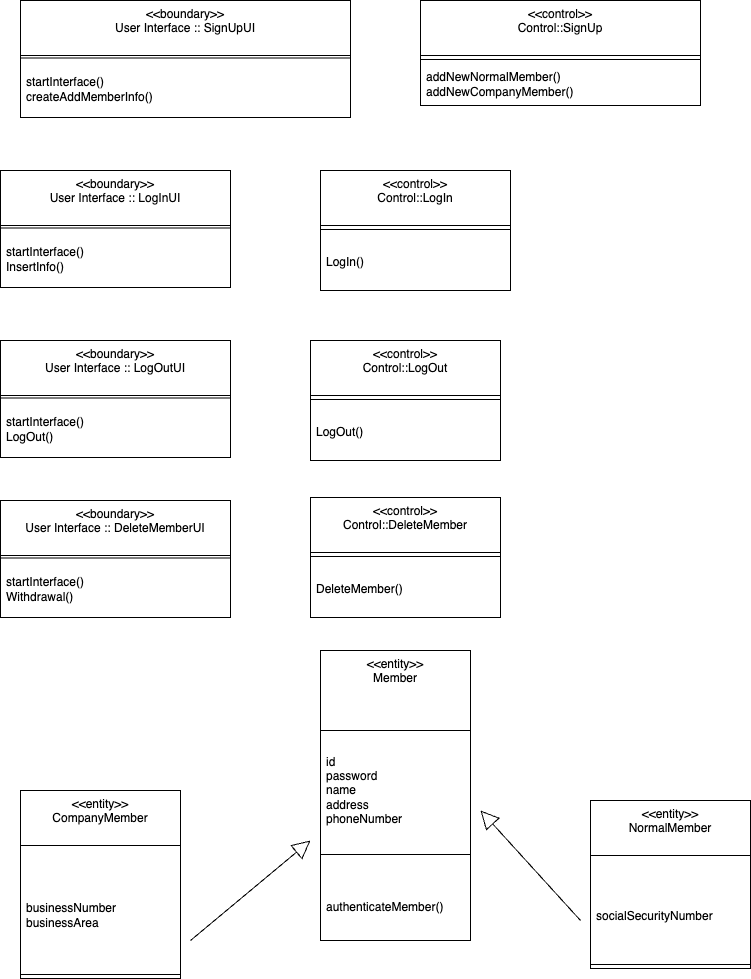 <<boundary>>
User Interface :: SignUpUI
startInterface()
createAddMemberInfo()
<<control>>
Control::SignUp
addNewNormalMember()
addNewCompanyMember()
<<boundary>>
User Interface :: LogInUI
startInterface()
InsertInfo()
<<control>>
Control::LogIn
LogIn()
<<boundary>>
User Interface :: LogOutUI
startInterface()
LogOut()
<<control>>
Control::LogOut
LogOut()
<<boundary>>
User Interface :: DeleteMemberUI
startInterface()
Withdrawal()
<<control>>
Control::DeleteMember
DeleteMember()
<<entity>>
Member
id
password
name
address
phoneNumber
authenticateMember()
<<entity>>
CompanyMember
businessNumber
businessArea
<<entity>>
NormalMember
socialSecurityNumber